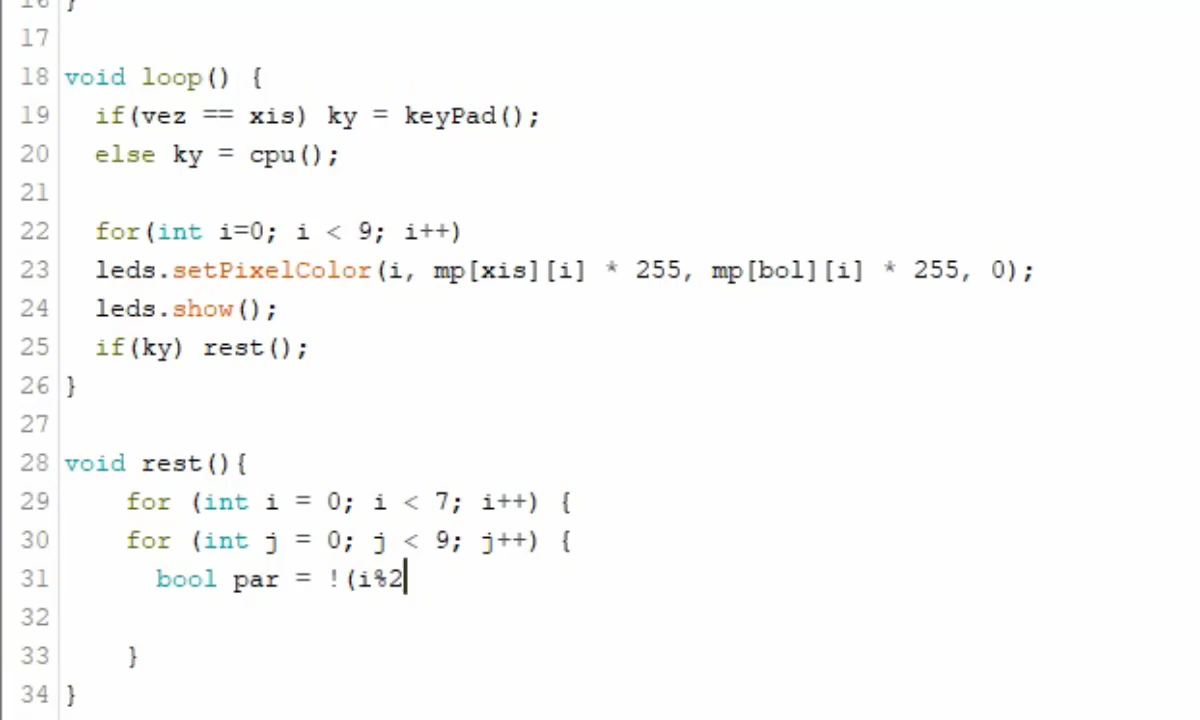 16 }
17
18 void loop() {
19   if(vez == xis) ky = keyPad();
20   else ky = cpu();
21
22   for(int i=0; i < 9; i++)
23   leds.setPixelColor(i, mp[xis][i] * 255, mp[bol][i] * 255, 0);
24   leds.show();
25   if(ky) rest();
26 }
27
28 void rest(){
29     for (int i = 0; i < 7; i++) {
30     for (int j = 0; j < 9; j++) {
31       bool par = !(i%2
32
33     }
34 }